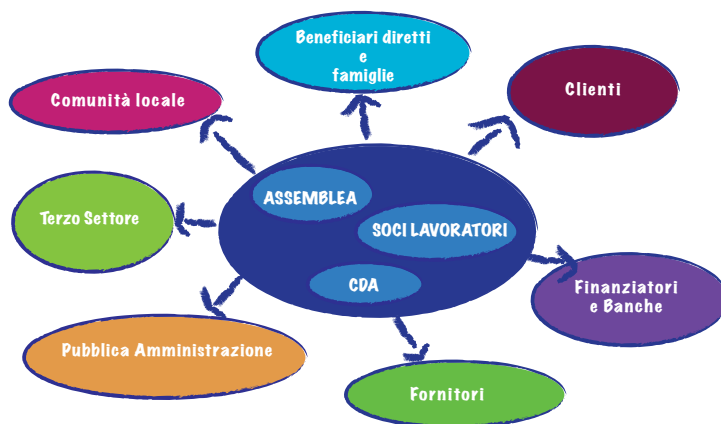 Beneficiari diretti
e
famiglie
Clienti
Comunità locale
ASSEMBLEA
Terzo Settore
SOCI LAVORATORI
CDA
Finanziatori
e Banche
Pubblica Amministrazione
Fornitori